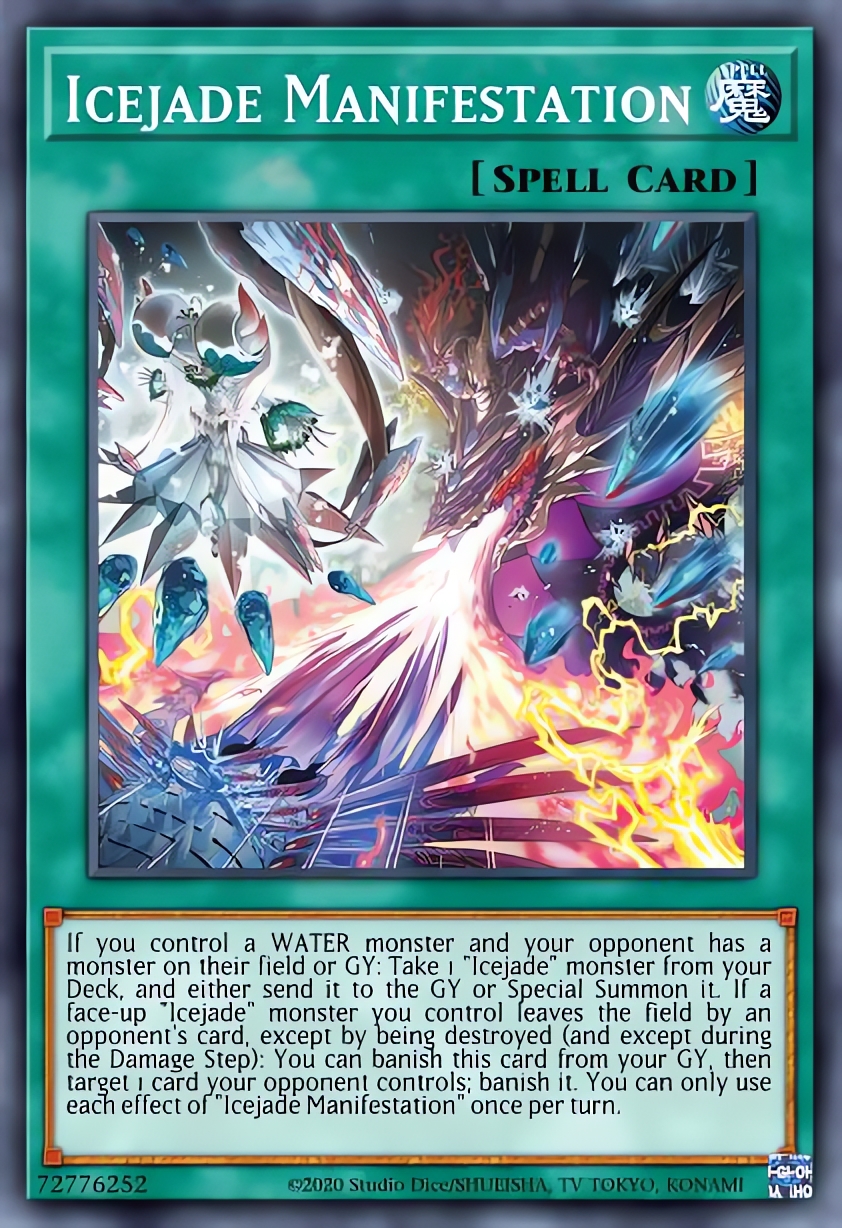 Icejade Manifestation
魔
[Spell Card]
If you control a WATER monster and your opponent has a
monster on their field or GY: Take 1 "Icejade" monster from your
Deck, and either send it to the GY or Special Summon it. If a
face-up "Icejade" monster you control leaves the field by an
opponent's card, except by being destroyed (and except during
the Damage Step): You can banish this card from your GY, then
target 1 card your opponent controls; banish it. You can only use
each effect of "Icejade Manifestation" once per turn.
72776252
©2020 Studio Dice/SHUEISHA, TV TOKYO, KONAMI